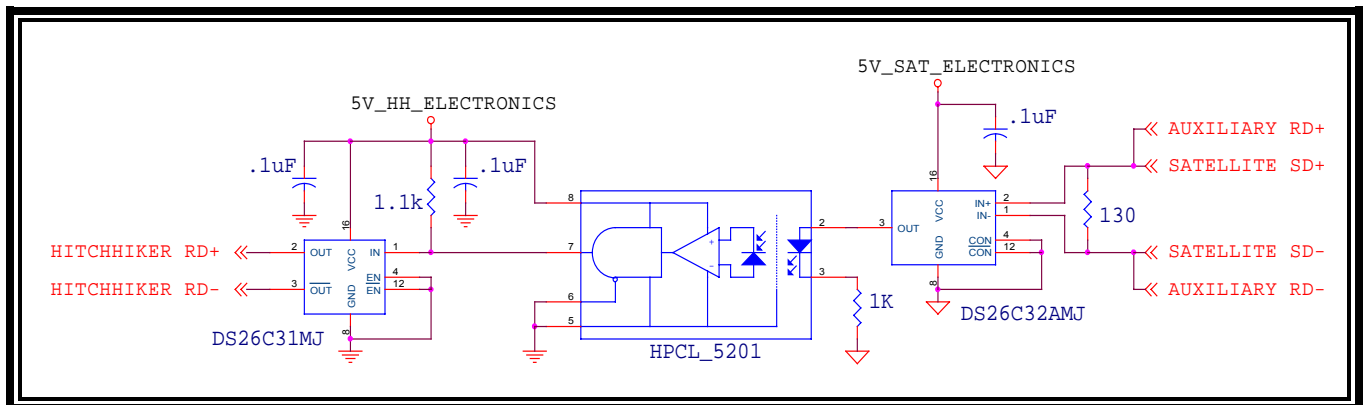 5V_SAT_ELECTRONICS
5V_HH_ELECTRONICS
.1uF
AUXILIARY RD+
.1uF
.1uF
SATELLITE SD+
16
1.1k
8
2
3
OUT
VCC
GND
IN+
2
IN-
1
CON
4
CON
12
8
130
16
HITCHHIKER RD+
2
OUT
VCC
GND
IN
1
7
EN
4
EN
12
SATELLITE SD-
HITCHHIKER RD-
3
OUT
8
6
5
+
-
3
1K
AUXILIARY RD-
DS26C31MJ
HPCL_5201
DS26C32AMJ